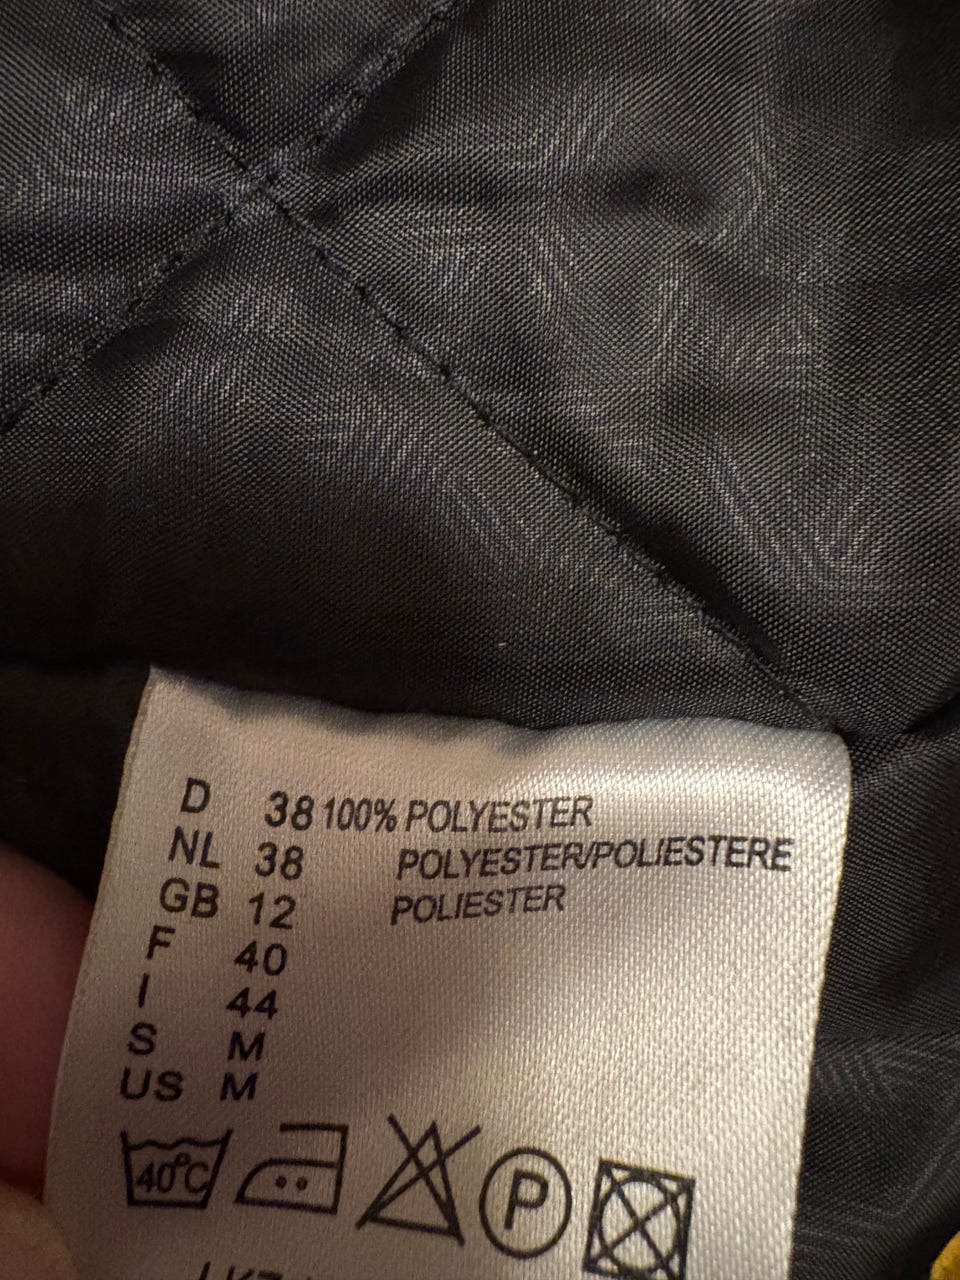 D 38 100% POLYESTER
NL 38 POLYESTER/POLIESTERE
GB 12 POLIESTER
F 40
I 44
S M
US M
40°C P